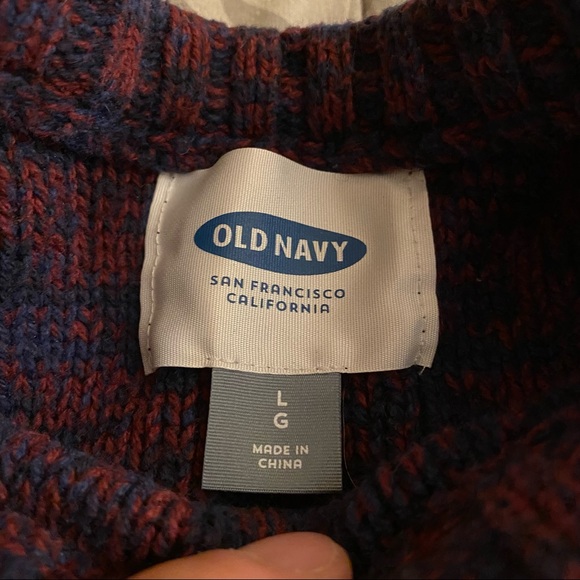 OLD NAVY
SAN FRANCISCO
CALIFORNIA
L
G
MADE IN
CHINA